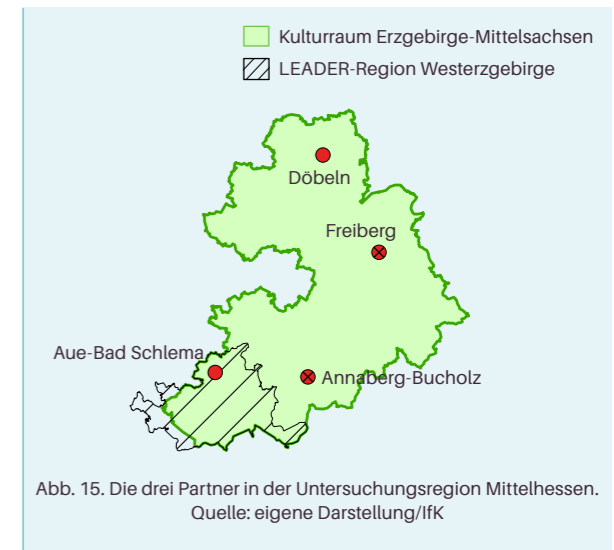 Kulturraum Erzgebirge-Mittelsachsen
LEADER-Region Westerzgebirge
Döbeln
Freiberg
Aue-Bad Schlema
Annaberg-Bucholz
Abb. 15. Die drei Partner in der Untersuchungsregion Mittelhessen.
Quelle: eigene Darstellung/IfK